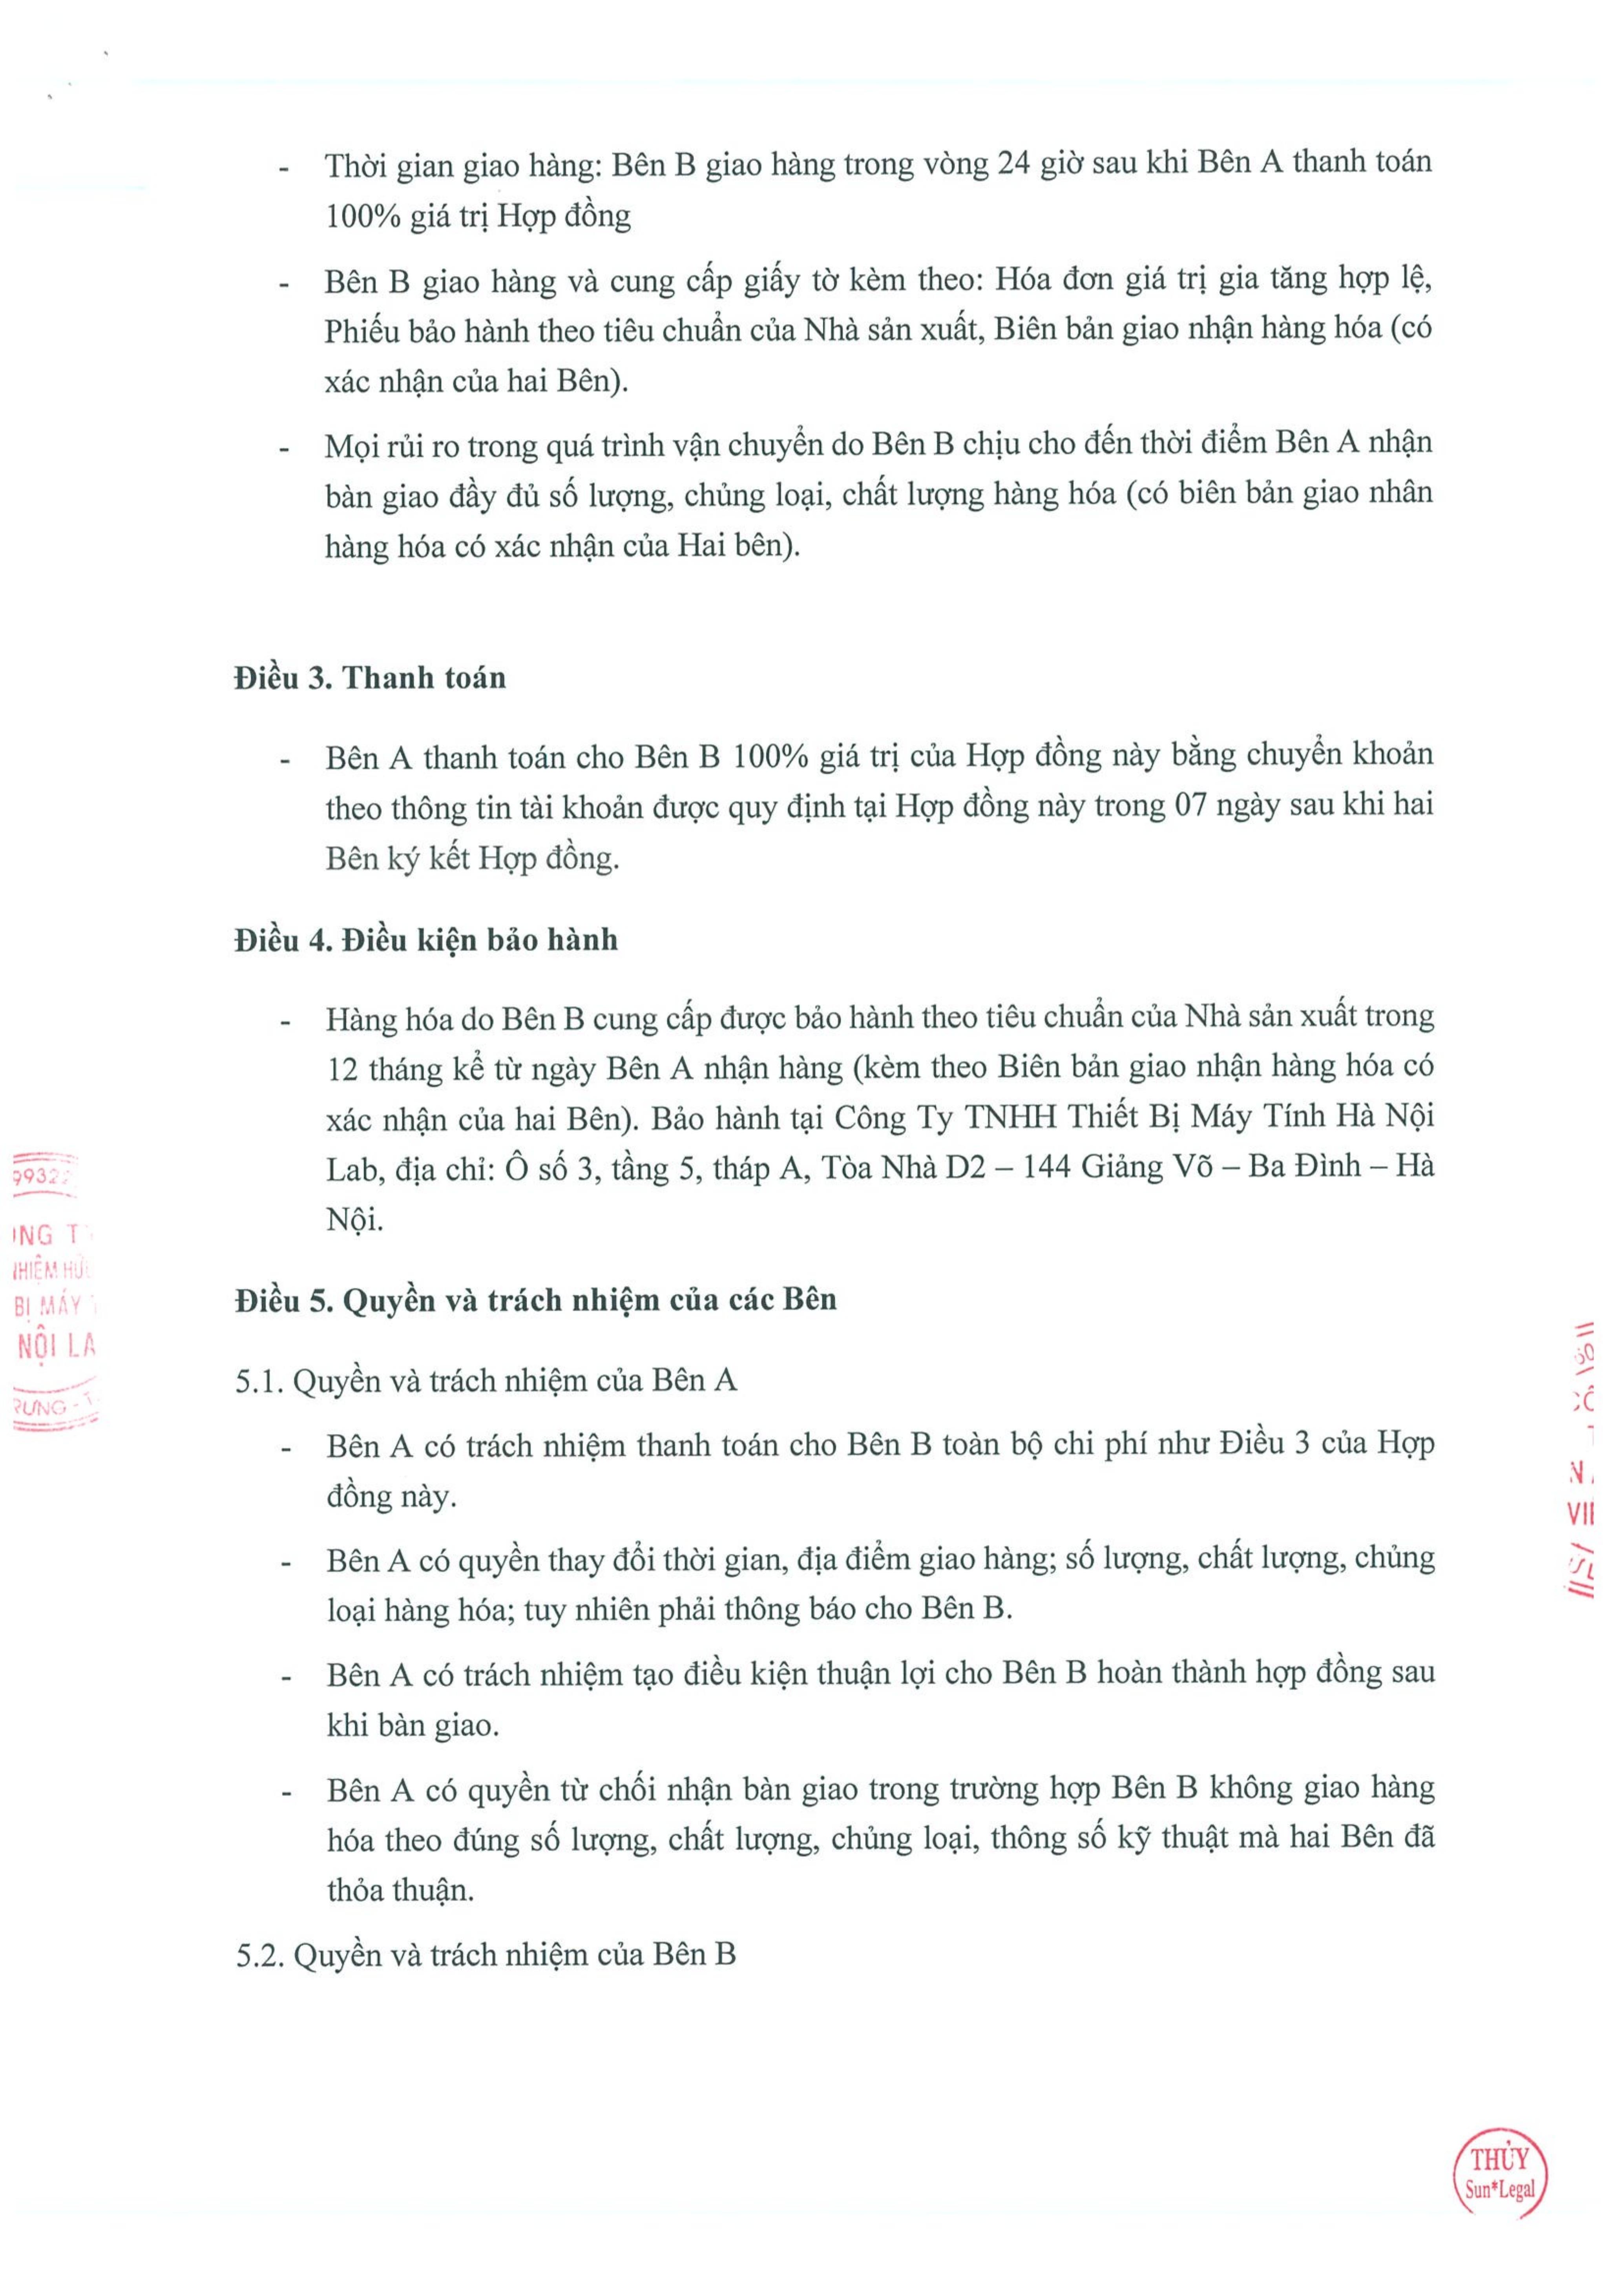 - Thời gian giao hàng: Bên B giao hàng trong vòng 24 giờ sau khi Bên A thanh toán
100% giá trị Hợp đồng
- Bên B giao hàng và cung cấp giấy tờ kèm theo: Hóa đơn giá trị gia tăng hợp lệ,
Phiếu bảo hành theo tiêu chuẩn của Nhà sản xuất, Biên bản giao nhận hàng hóa (có
xác nhận của hai Bên).
- Mọi rủi ro trong quá trình vận chuyển do Bên B chịu cho đến thời điểm Bên A nhận
bàn giao đầy đủ số lượng, chủng loại, chất lượng hàng hóa (có biên bản giao nhân
hàng hóa có xác nhận của Hai bên).
Điều 3. Thanh toán
- Bên A thanh toán cho Bên B 100% giá trị của Hợp đồng này bằng chuyển khoản
theo thông tin tài khoản được quy định tại Hợp đồng này trong 07 ngày sau khi hai
Bên ký kết Hợp đồng.
Điều 4. Điều kiện bảo hành
- Hàng hóa do Bên B cung cấp được bảo hành theo tiêu chuẩn của Nhà sản xuất trong
12 tháng kể từ ngày Bên A nhận hàng (kèm theo Biên bản giao nhận hàng hóa có
xác nhận của hai Bên). Bảo hành tại Công Ty TNHH Thiết Bị Máy Tính Hà Nội
Lab, địa chỉ: Ô số 3, tầng 5, tháp A, Tòa Nhà D2 – 144 Giảng Võ – Ba Đình – Hà
Nội.
Điều 5. Quyền và trách nhiệm của các Bên
5.1. Quyền và trách nhiệm của Bên A
- Bên A có trách nhiệm thanh toán cho Bên B toàn bộ chi phí như Điều 3 của Hợp
đồng này.
- Bên A có quyền thay đổi thời gian, địa điểm giao hàng; số lượng, chất lượng, chủng
loại hàng hóa; tuy nhiên phải thông báo cho Bên B.
- Bên A có trách nhiệm tạo điều kiện thuận lợi cho Bên B hoàn thành hợp đồng sau
khi bàn giao.
- Bên A có quyền từ chối nhận bàn giao trong trường hợp Bên B không giao hàng
hóa theo đúng số lượng, chất lượng, chủng loại, thông số kỹ thuật mà hai Bên đã
thỏa thuận.
5.2. Quyền và trách nhiệm của Bên B
NG T
BỊ MÁY
NỘI LA
RƯNG - T
THỦY
Sun*Legal